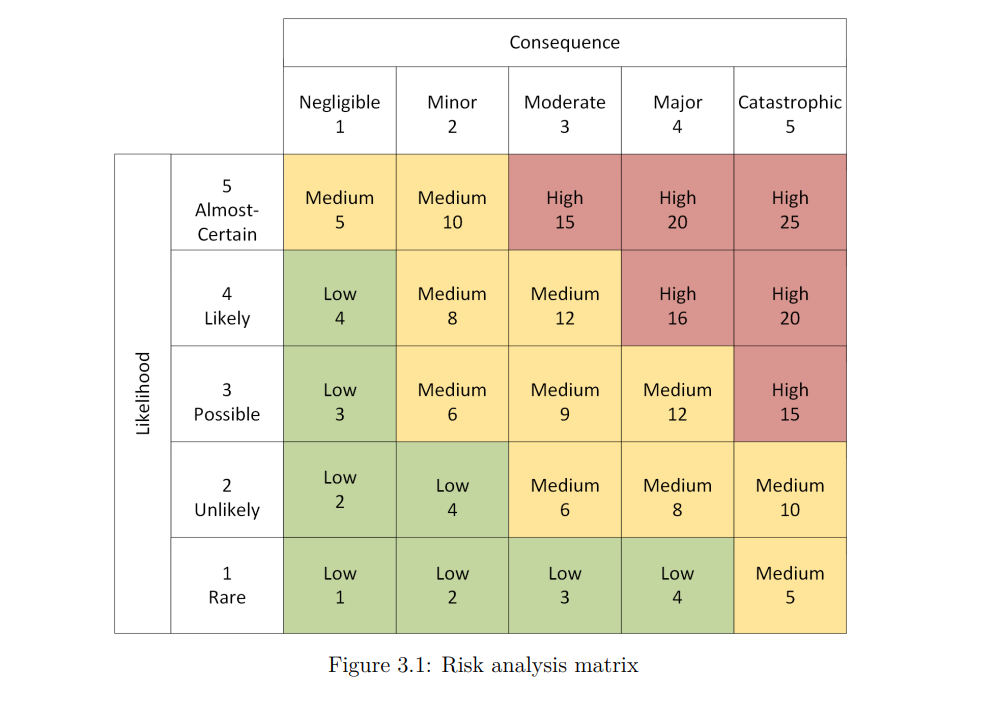 Consequence
Negligible Minor Moderate Major Catastrophic
1 2 3 4 5
Likelihood
5
Almost-
Certain
Medium Medium High High High
5 10 15 20 25
4
Likely
Low Medium Medium High High
4 8 12 16 20
3
Possible
Low Medium Medium Medium High
3 6 9 12 15
2
Unlikely
Low Low Medium Medium Medium
2 4 6 8 10
1
Rare
Low Low Low Low Medium
1 2 3 4 5
Figure 3.1: Risk analysis matrix